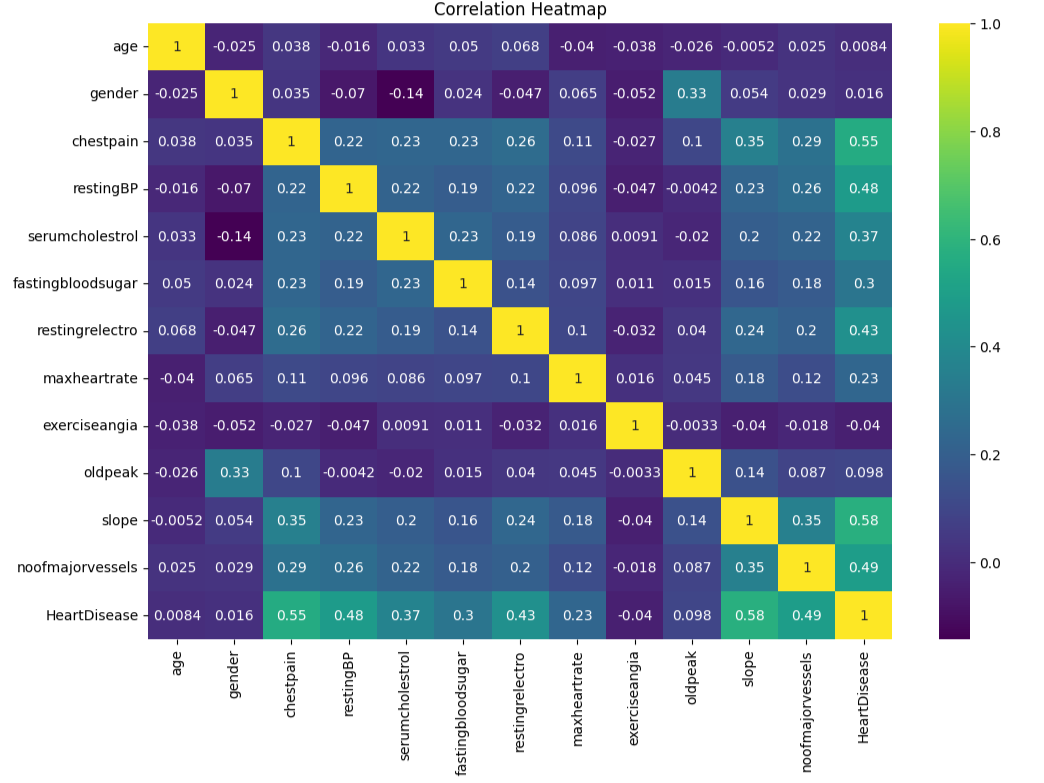 Correlation Heatmap
age 1 -0.025 0.038 -0.016 0.033 0.05 0.068 -0.04 -0.038 -0.026 -0.0052 0.025 0.0084
gender -0.025 1 0.035 -0.07 -0.14 0.024 -0.047 0.065 -0.052 0.33 0.054 0.029 0.016
chestpain 0.038 0.035 1 0.22 0.23 0.23 0.26 0.11 -0.027 0.1 0.35 0.29 0.55
restingBP -0.016 -0.07 0.22 1 0.22 0.19 0.22 0.096 -0.047 -0.0042 0.23 0.26 0.48
serumcholestrol 0.033 -0.14 0.23 0.22 1 0.23 0.19 0.086 0.0091 -0.02 0.2 0.22 0.37
fastingbloodsugar 0.05 0.024 0.23 0.19 0.23 1 0.14 0.097 0.011 0.015 0.16 0.18 0.3
restingrelectro 0.068 -0.047 0.26 0.22 0.19 0.14 1 0.1 -0.032 0.04 0.24 0.2 0.43
maxheartrate -0.04 0.065 0.11 0.096 0.086 0.097 0.1 1 0.016 0.045 0.18 0.12 0.23
exerciseangia -0.038 -0.052 -0.027 -0.047 0.0091 0.011 -0.032 0.016 1 -0.0033 -0.04 -0.018 -0.04
oldpeak -0.026 0.33 0.1 -0.0042 -0.02 0.015 0.04 0.045 -0.0033 1 0.14 0.087 0.098
slope -0.0052 0.054 0.35 0.23 0.2 0.16 0.24 0.18 -0.04 0.14 1 0.35 0.58
noofmajorvessels 0.025 0.029 0.29 0.26 0.22 0.18 0.2 0.12 -0.018 0.087 0.35 1 0.49
HeartDisease 0.0084 0.016 0.55 0.48 0.37 0.3 0.43 0.23 -0.04 0.098 0.58 0.49 1
age
gender
chestpain
restingBP
serumcholestrol
fastingbloodsugar
restingrelectro
maxheartrate
exerciseangia
oldpeak
slope
noofmajorvessels
HeartDisease
1.0
0.8
0.6
0.4
0.2
0.0